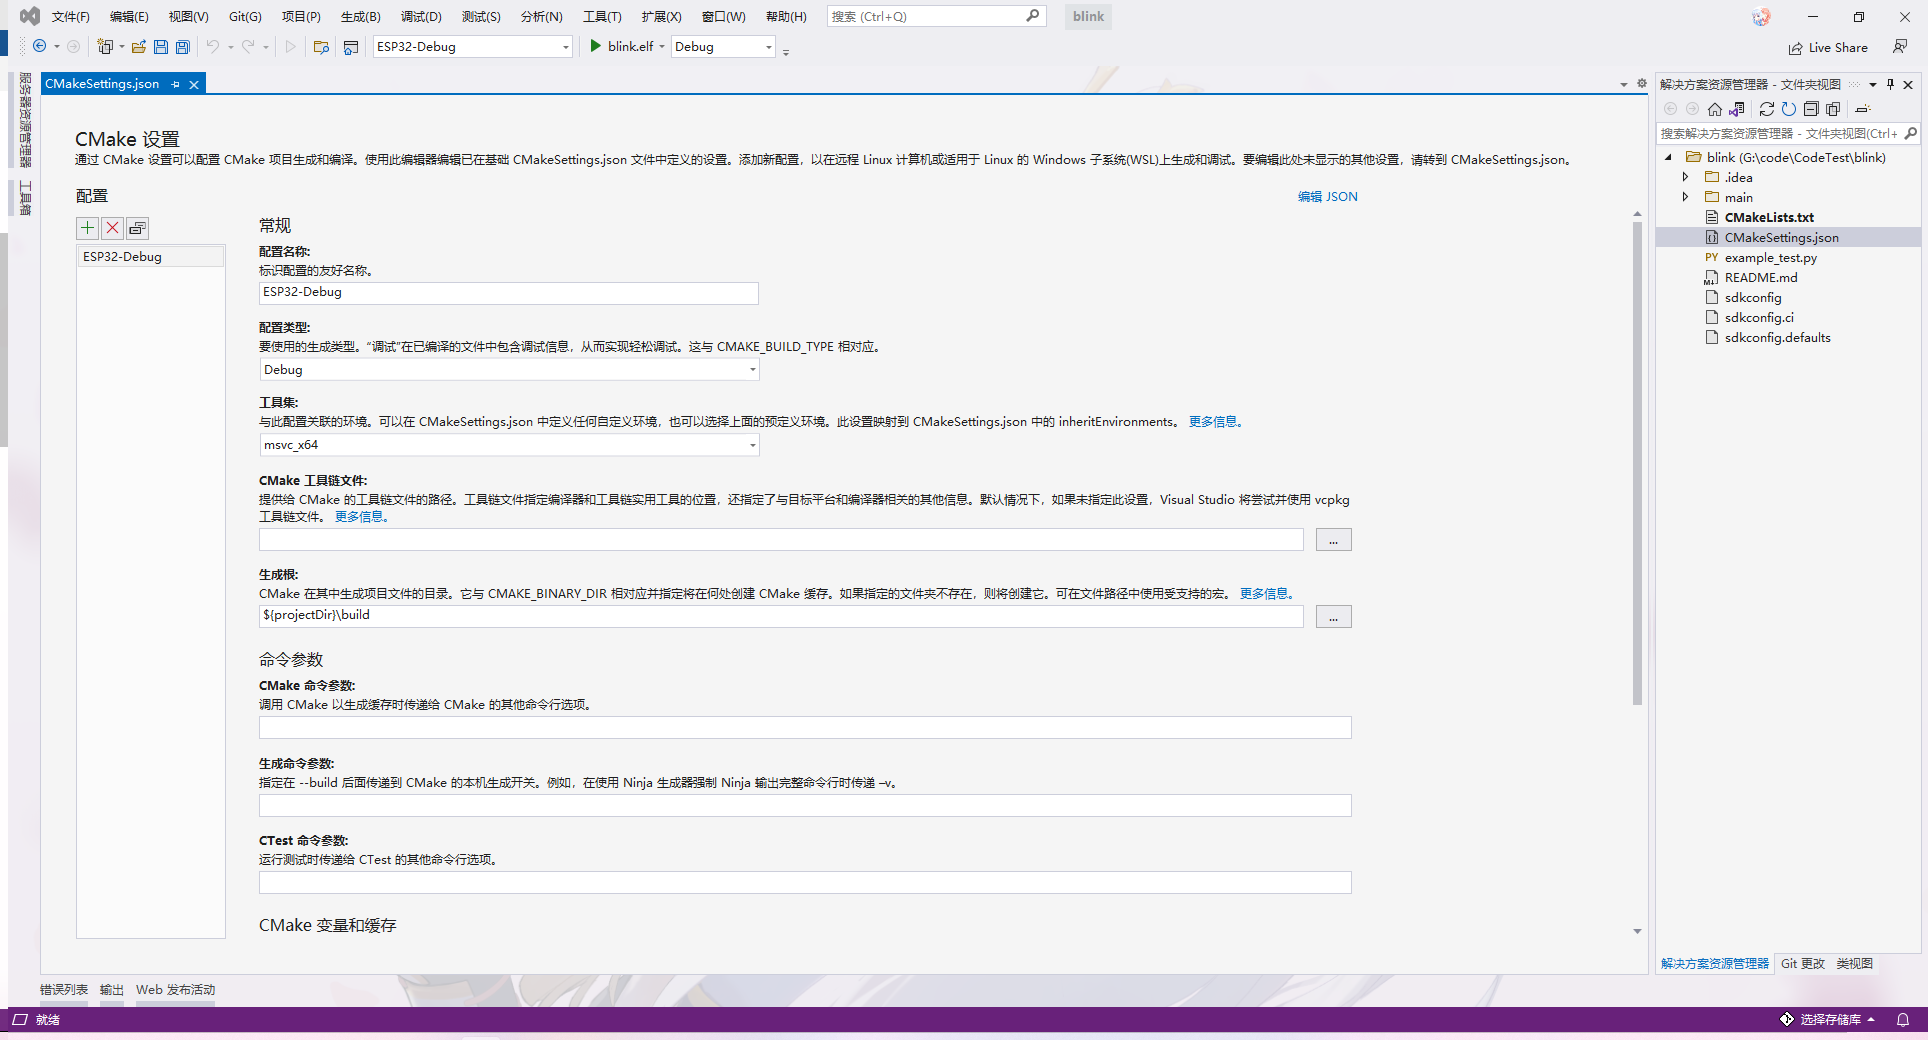 文件(F) 编辑(E) 视图(V) Git(G) 项目(P) 生成(B) 调试(D) 测试(S) 分析(N) 工具(T) 扩展(X) 窗口(W) 帮助(H) 搜索 (Ctrl+Q) blink
ESP32-Debug blink.elf Debug Live Share
服务器资源管理器
工具箱
CMakeSettings.json
CMake 设置
通过 CMake 设置可以配置 CMake 项目生成和编译。使用此编辑器编辑已在基础 CMakeSettings.json 文件中定义的设置。添加新配置，以在远程 Linux 计算机或适用于 Linux 的 Windows 子系统(WSL)上生成和调试。要编辑此处未显示的其他设置，请转到 CMakeSettings.json。
配置
编辑 JSON
ESP32-Debug
常规
配置名称:
标识配置的友好名称。
ESP32-Debug
配置类型:
要使用的生成类型。“调试”在已编译的文件中包含调试信息，从而实现轻松调试。这与 CMAKE_BUILD_TYPE 相对应。
Debug
工具集:
与此配置关联的环境。可以在 CMakeSettings.json 中定义任何自定义环境，也可以选择上面的预定义环境。此设置映射到 CMakeSettings.json 中的 inheritEnvironments。 更多信息。
msvc_x64
CMake 工具链文件:
提供给 CMake 的工具链文件的路径。工具链文件指定编译器和工具链实用工具的位置，还指定了与目标平台和编译器相关的其他信息。默认情况下，如果未指定此设置，Visual Studio 将尝试并使用 vcpkg
工具链文件。 更多信息。
...
生成根:
CMake 在其中生成项目文件的目录。它与 CMAKE_BINARY_DIR 相对应并指定将在何处创建 CMake 缓存。如果指定的文件夹不存在，则将创建它。可在文件路径中使用受支持的宏。 更多信息。
${projectDir}\build
...
命令参数
CMake 命令参数:
调用 CMake 以生成缓存时传递给 CMake 的其他命令行选项。
生成命令参数:
指定在 --build 后面传递到 CMake 的本机生成开关。例如，在使用 Ninja 生成器强制 Ninja 输出完整命令行时传递 –v。
CTest 命令参数:
运行测试时传递给 CTest 的其他命令行选项。
CMake 变量和缓存
解决方案资源管理器 - 文件夹视图
搜索解决方案资源管理器 - 文件夹视图(Ctrl+
blink (G:\code\CodeTest\blink)
.idea
main
CMakeLists.txt
CMakeSettings.json
PY example_test.py
README.md
sdkconfig
sdkconfig.ci
sdkconfig.defaults
解决方案资源管理器 Git 更改 类视图
错误列表 输出 Web 发布活动
就绪 选择存储库